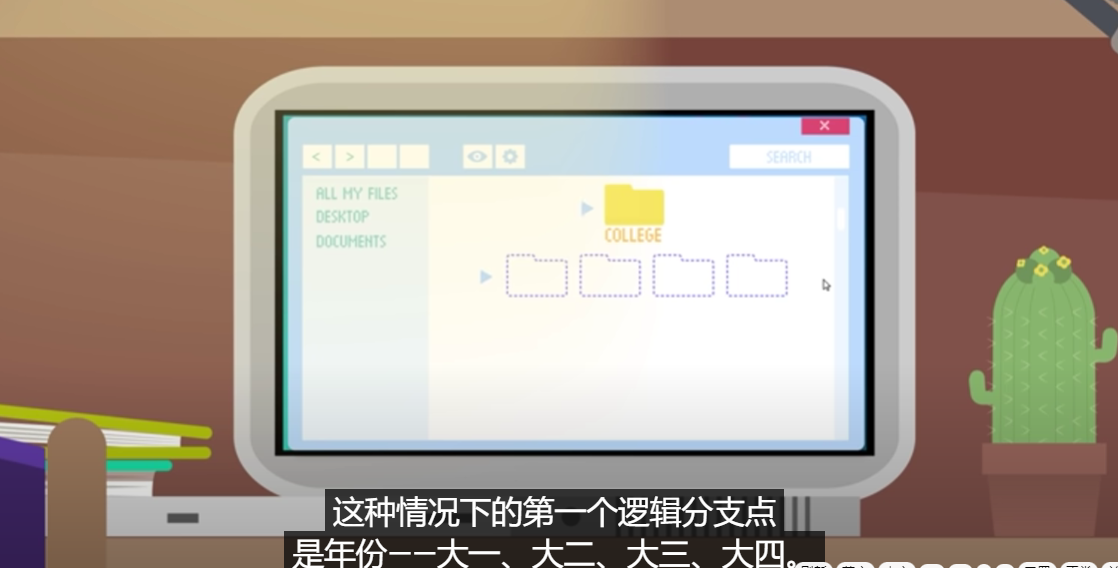 ×
< >
SEARCH
ALL MY FILES
DESKTOP
DOCUMENTS
COLLEGE
这种情况下的第一个逻辑分支点
是年份——大一、大二、大三、大四。